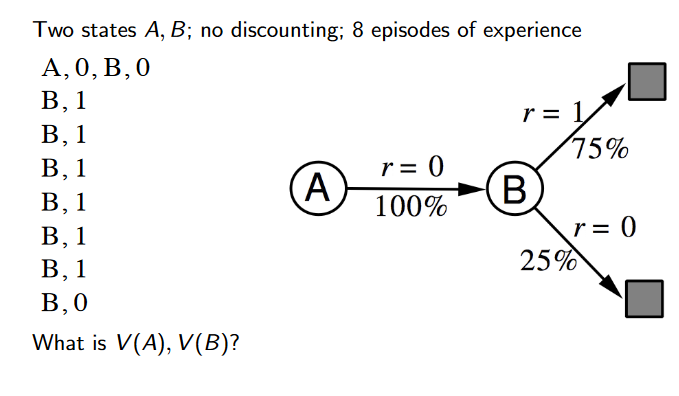 Two states A, B; no discounting; 8 episodes of experience
A, 0, B, 0
B, 1
B, 1
B, 1
B, 1
B, 1
B, 1
B, 0
A
r = 0
100%
B
r = 1
75%
r = 0
25%
What is V(A), V(B)?